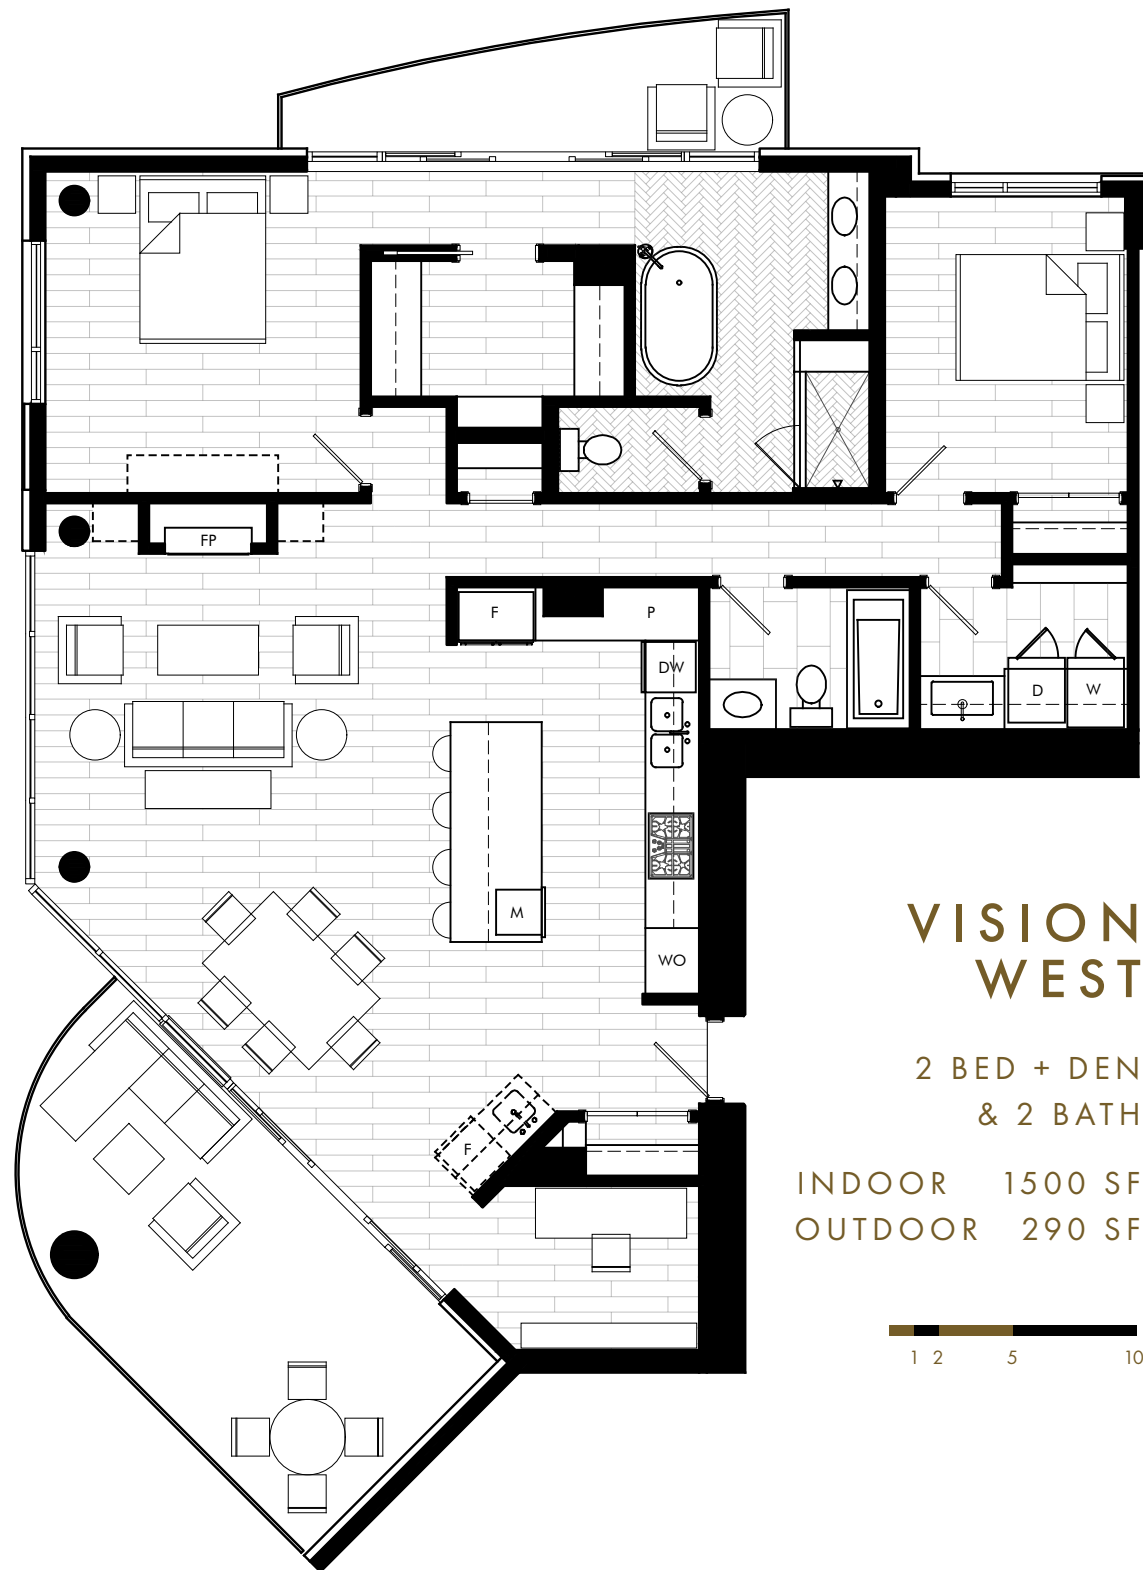 FP
F
P
DW
D
W
M
WO
F
VISION
WEST
2 BED + DEN
& 2 BATH
INDOOR 1500 SF
OUTDOOR 290 SF
1 2 5 10